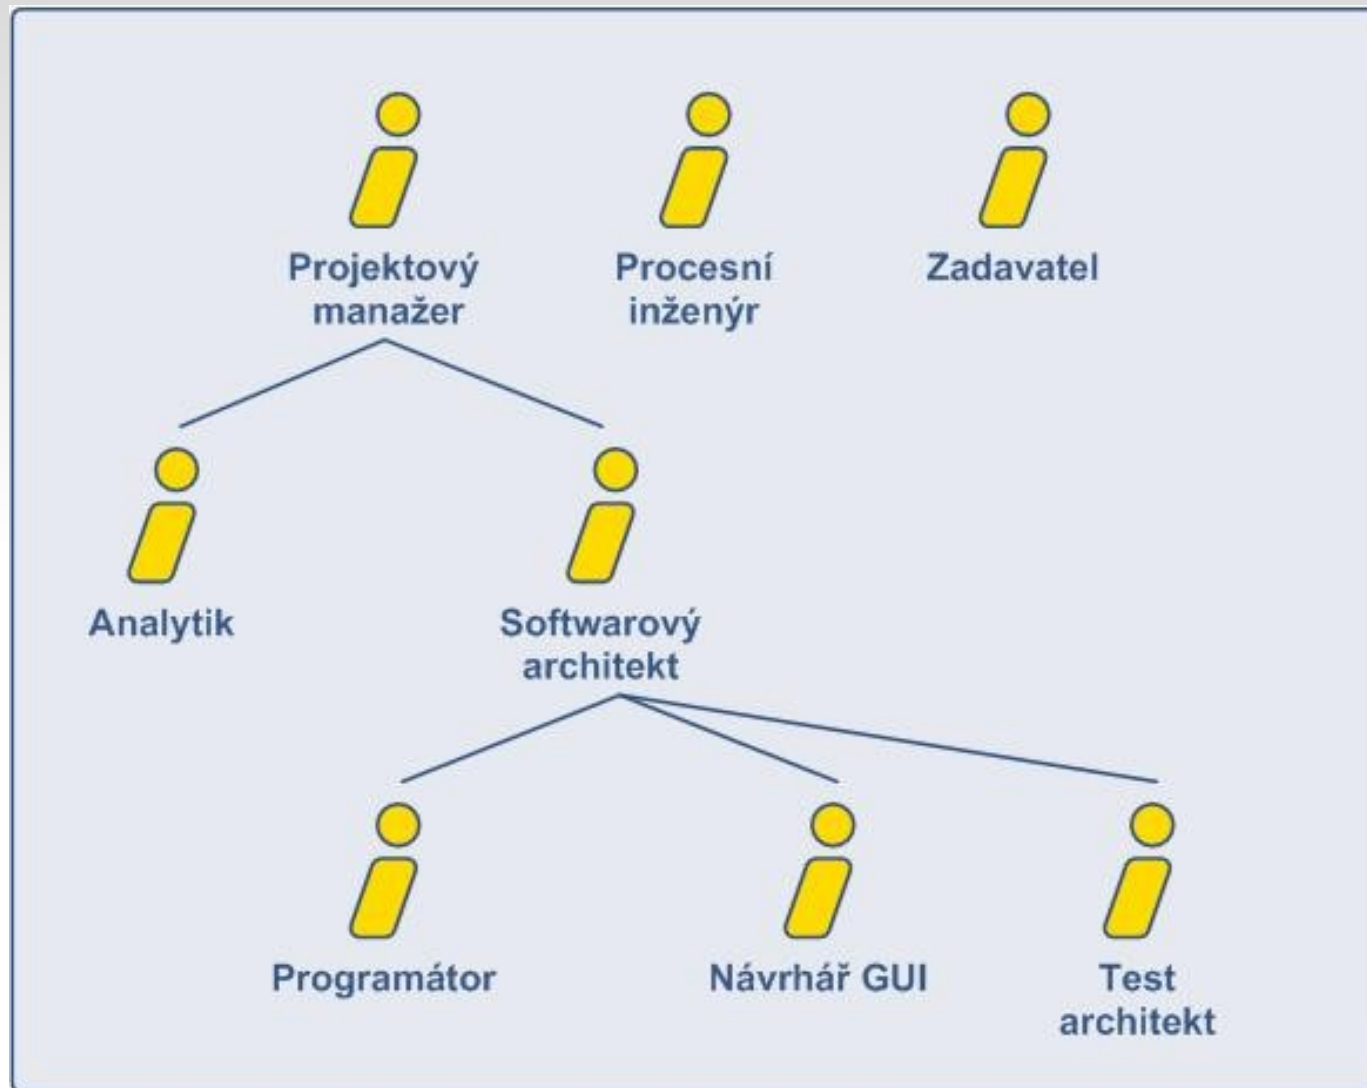 Projektový
manažer
Procesní
inženýr
Zadavatel
Analytik
Softwarový
architekt
Programátor
Návrhář GUI
Test
architekt